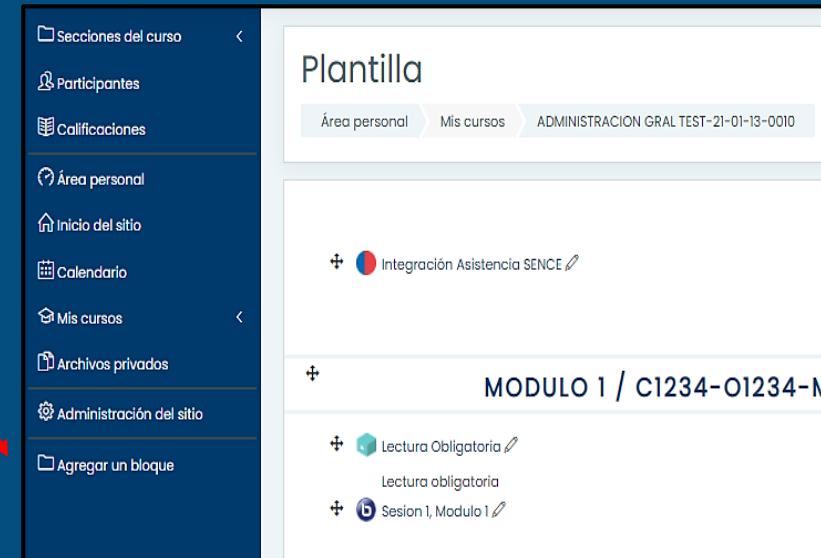 Secciones del curso
Participantes
Calificaciones
Área personal
Inicio del sitio
Calendario
Mis cursos
Archivos privados
Administración del sitio
Agregar un bloque
Plantilla
Área personal Mis cursos ADMINISTRACION GRAL TEST-21-01-13-0010
Integración Asistencia SENCE
MODULO 1 / C1234-O1234-M
Lectura Obligatoria
Lectura obligatoria
Sesion 1, Modulo 1